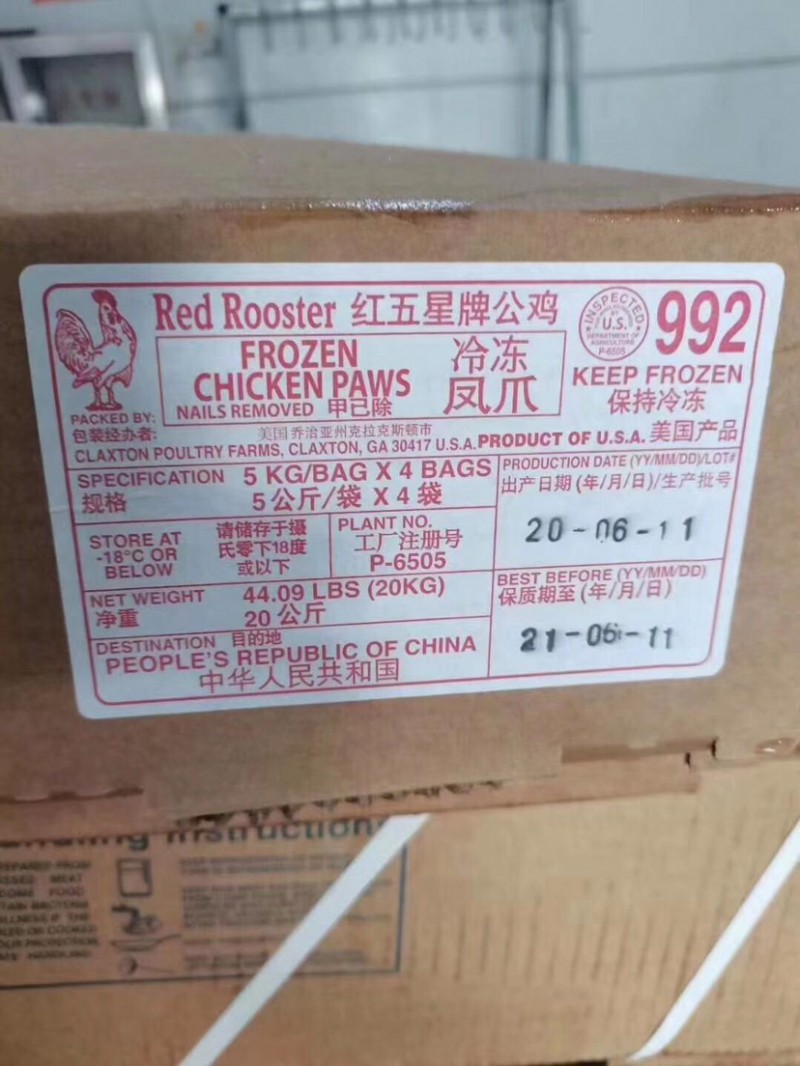 Red Rooster 红五星牌公鸡
INSPECTED
U.S.
DEPARTMENT OF
AGRICULTURE
P-6505
992
FROZEN 冷冻
CHICKEN PAWS 凤爪
NAILS REMOVED 甲已除
KEEP FROZEN
保持冷冻
PACKED BY:
包装经办者: 美国乔治亚州克拉克斯顿市
CLAXTON POULTRY FARMS, CLAXTON, GA 30417 U.S.A. PRODUCT OF U.S.A. 美国产品
SPECIFICATION 5 KG/BAG X 4 BAGS
规格 5公斤/袋 X 4袋
PRODUCTION DATE (YY/MM/DD)/LOT#
出产日期 (年/月/日)/生产批号
20-06-11
STORE AT
-18°C OR
BELOW
请储存于摄
氏零下18度
或以下
PLANT NO.
工厂注册号
P-6505
NET WEIGHT 44.09 LBS (20KG)
净重 20公斤
BEST BEFORE (YY/MM/DD)
保质期至 (年/月/日)
21-06-11
DESTINATION 目的地
PEOPLE'S REPUBLIC OF CHINA
中华人民共和国
instructions
MEAT
FOOD